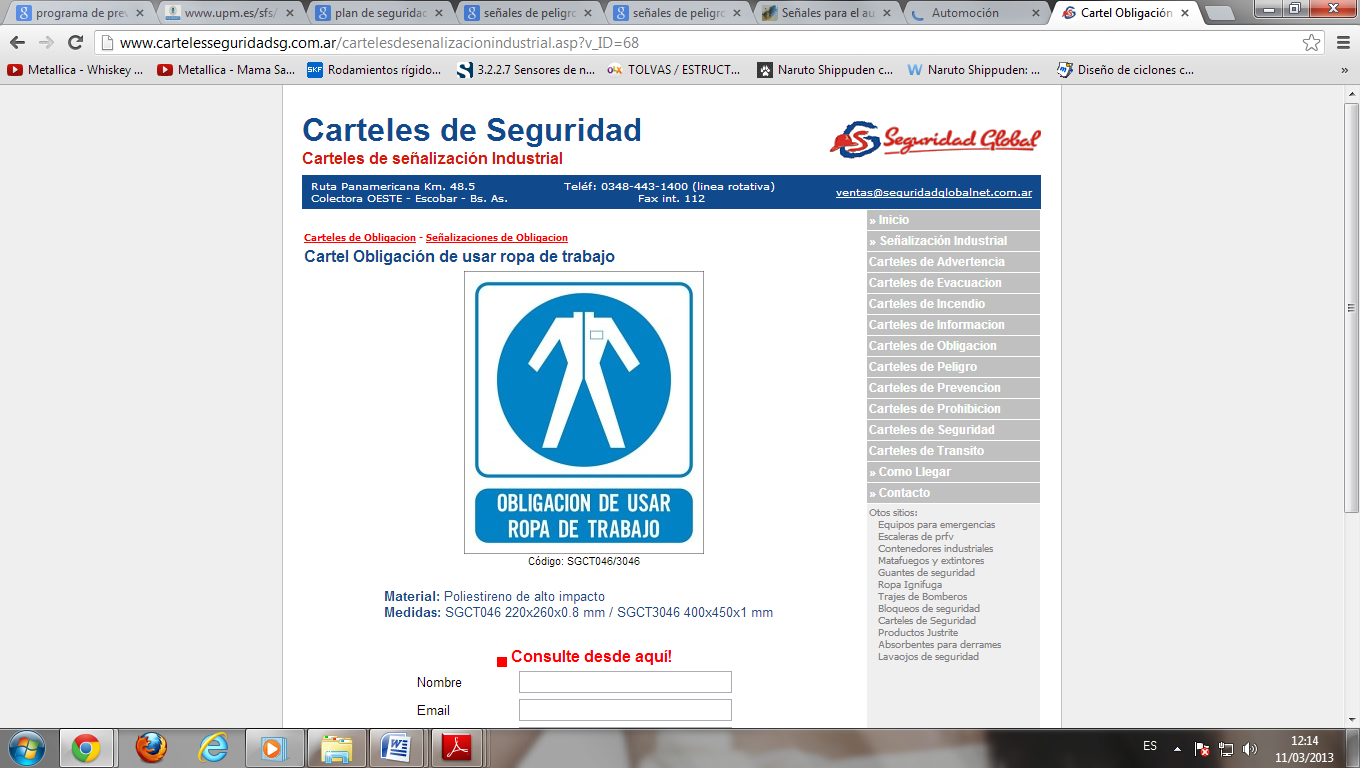 programa de prev
www.upm.es/sfs/
plan de seguridad
señales de peligro
señales de peligro
Señales para el au
Automoción
Cartel Obligación
www.cartelesseguridadsg.com.ar/cartelesdesenalizacionindustrial.asp?v_ID=68
Metallica - Whiskey ...
Metallica - Mama Sa...
SKF Rodamientos rígido...
3.2.2.7 Sensores de n...
TOLVAS / ESTRUCT...
Naruto Shippuden c...
Naruto Shippuden: ...
Diseño de ciclones c...
»
Carteles de Seguridad
Carteles de señalización Industrial
Seguridad Global
Ruta Panamericana Km. 48.5
Colectora OESTE - Escobar - Bs. As.
Teléf: 0348-443-1400 (linea rotativa)
Fax int. 112
ventas@seguridadglobalnet.com.ar
Carteles de Obligacion - Señalizaciones de Obligacion
Cartel Obligación de usar ropa de trabajo
OBLIGACION DE USAR
ROPA DE TRABAJO
Código: SGCT046/3046
Material: Poliestireno de alto impacto
Medidas: SGCT046 220x260x0.8 mm / SGCT3046 400x450x1 mm
Consulte desde aquí!
Nombre
Email
» Inicio
» Señalización Industrial
Carteles de Advertencia
Carteles de Evacuacion
Carteles de Incendio
Carteles de Informacion
Carteles de Obligacion
Carteles de Peligro
Carteles de Prevencion
Carteles de Prohibicion
Carteles de Seguridad
Carteles de Transito
» Como Llegar
» Contacto
Otos sitios:
Equipos para emergencias
Escaleras de prfv
Contenedores industriales
Matafuegos y extintores
Guantes de seguridad
Ropa Ignifuga
Trajes de Bomberos
Bloqueos de seguridad
Carteles de Seguridad
Productos Justrite
Absorbentes para derrames
Lavaojos de seguridad
ES
12:14
11/03/2013